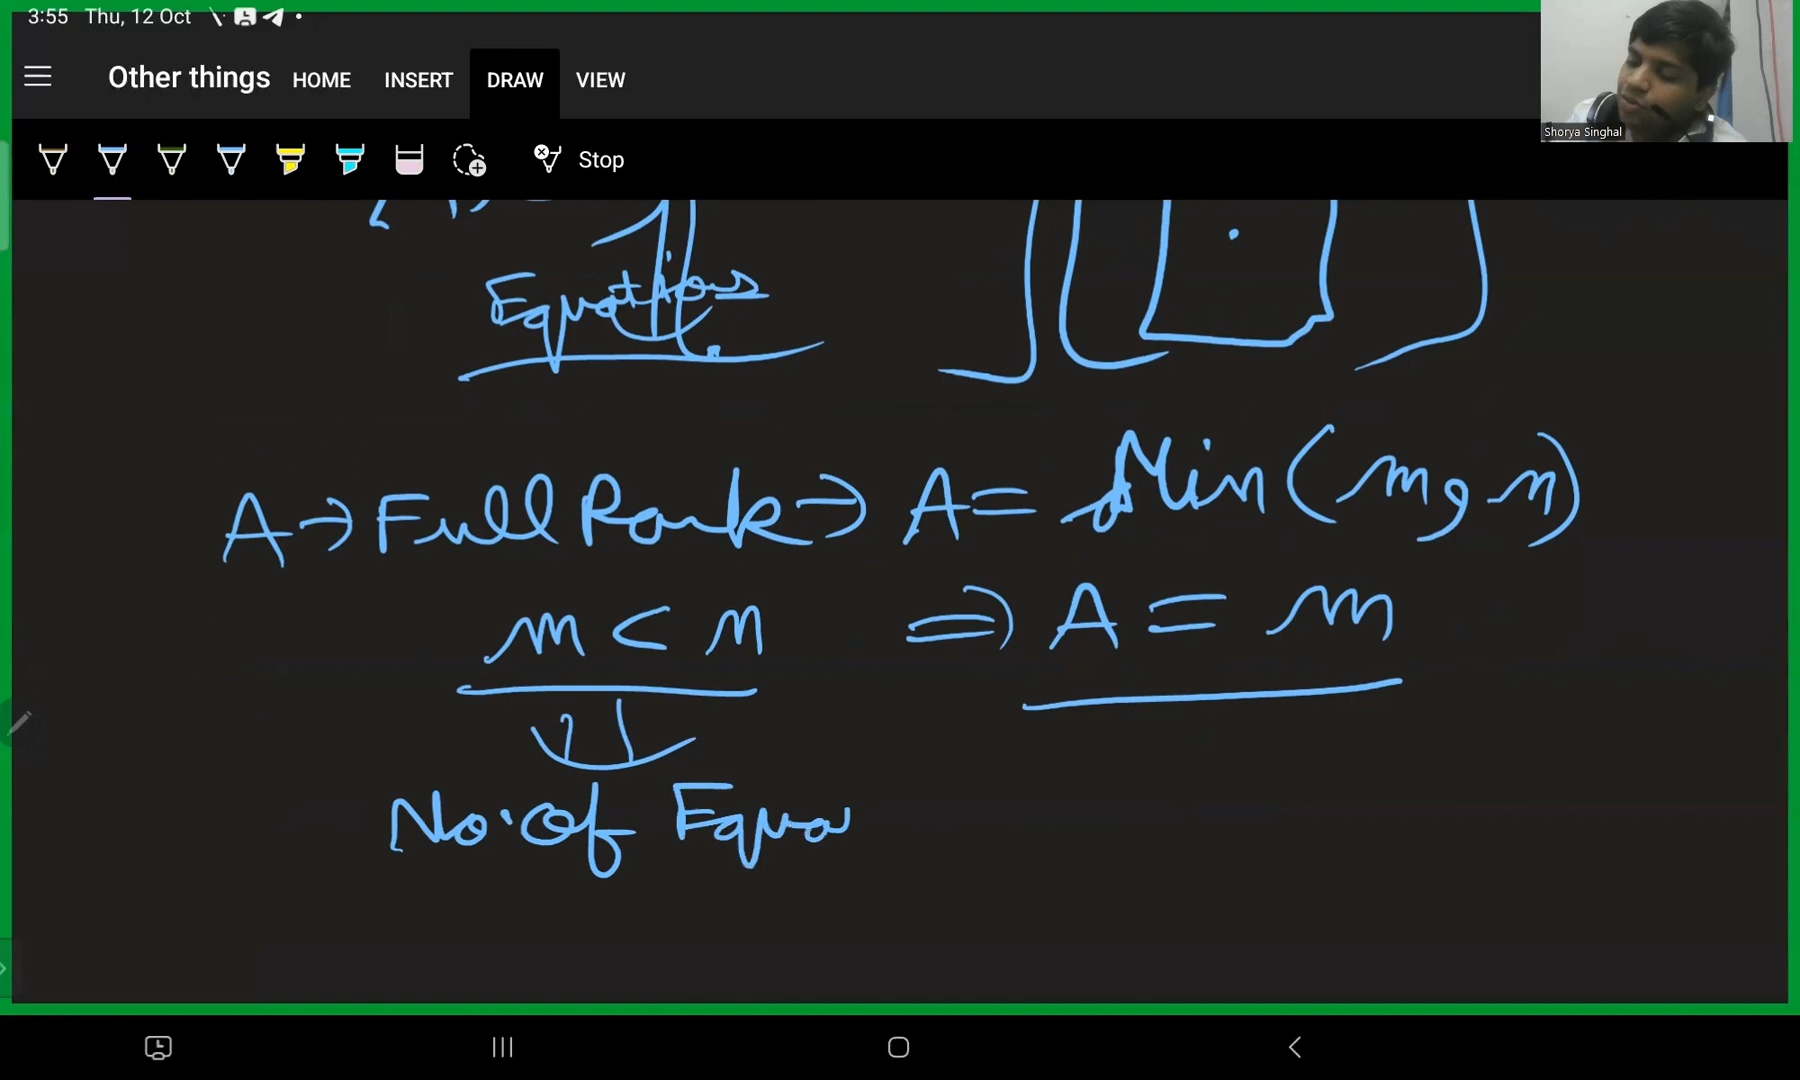 3:55 Thu, 12 Oct
Shorya Singhal
Other things HOME INSERT DRAW VIEW
Stop
Equations
A → Full Rank → A = Min(m, n)
m < n ⇒ A = m
No. Of Equa